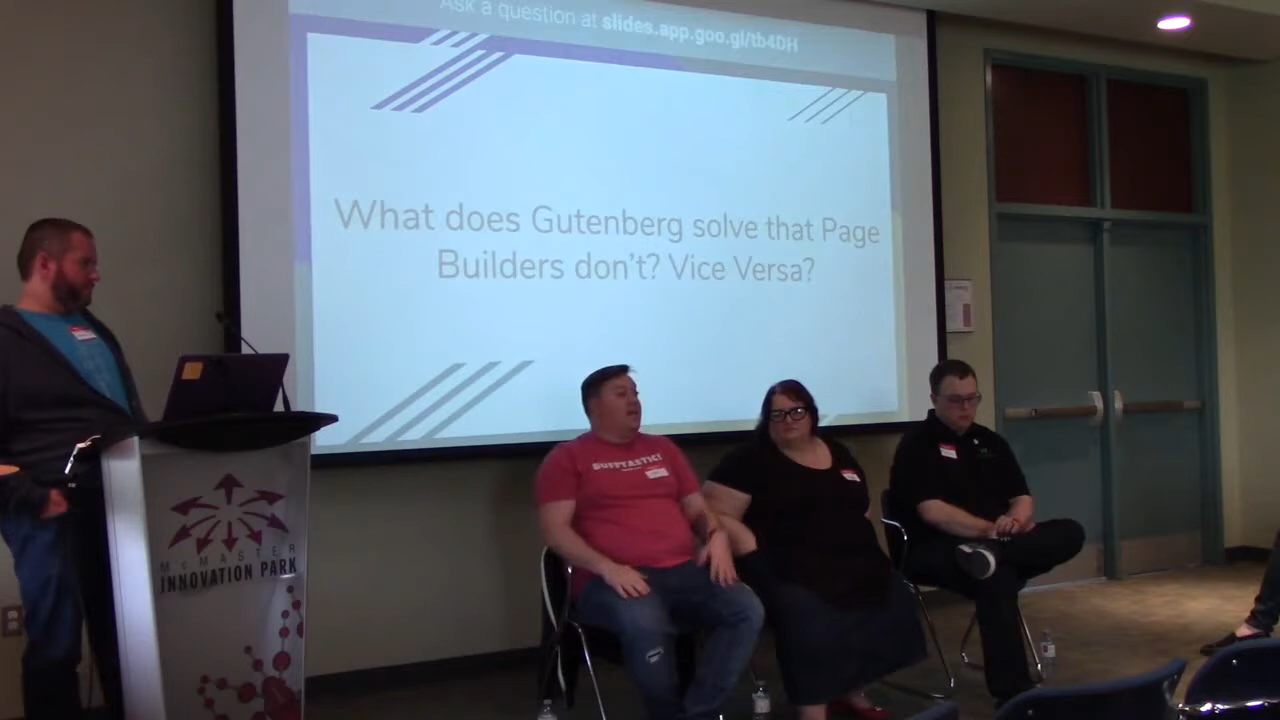 Ask a question at slides.app.goo.gl/tb4DH
What does Gutenberg solve that Page
Builders don't? Vice Versa?
BUFFTASTIC!
McMASTER
INNOVATION PARK